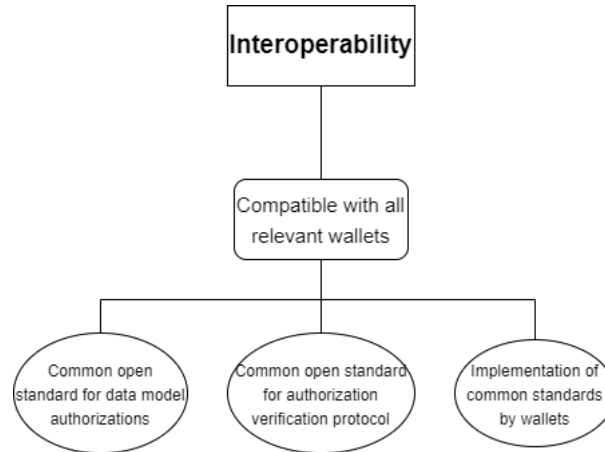 Interoperability
Compatible with all
relevant wallets
Common open
standard for data model
authorizations
Common open standard
for authorization
verification protocol
Implementation of
common standards
by wallets